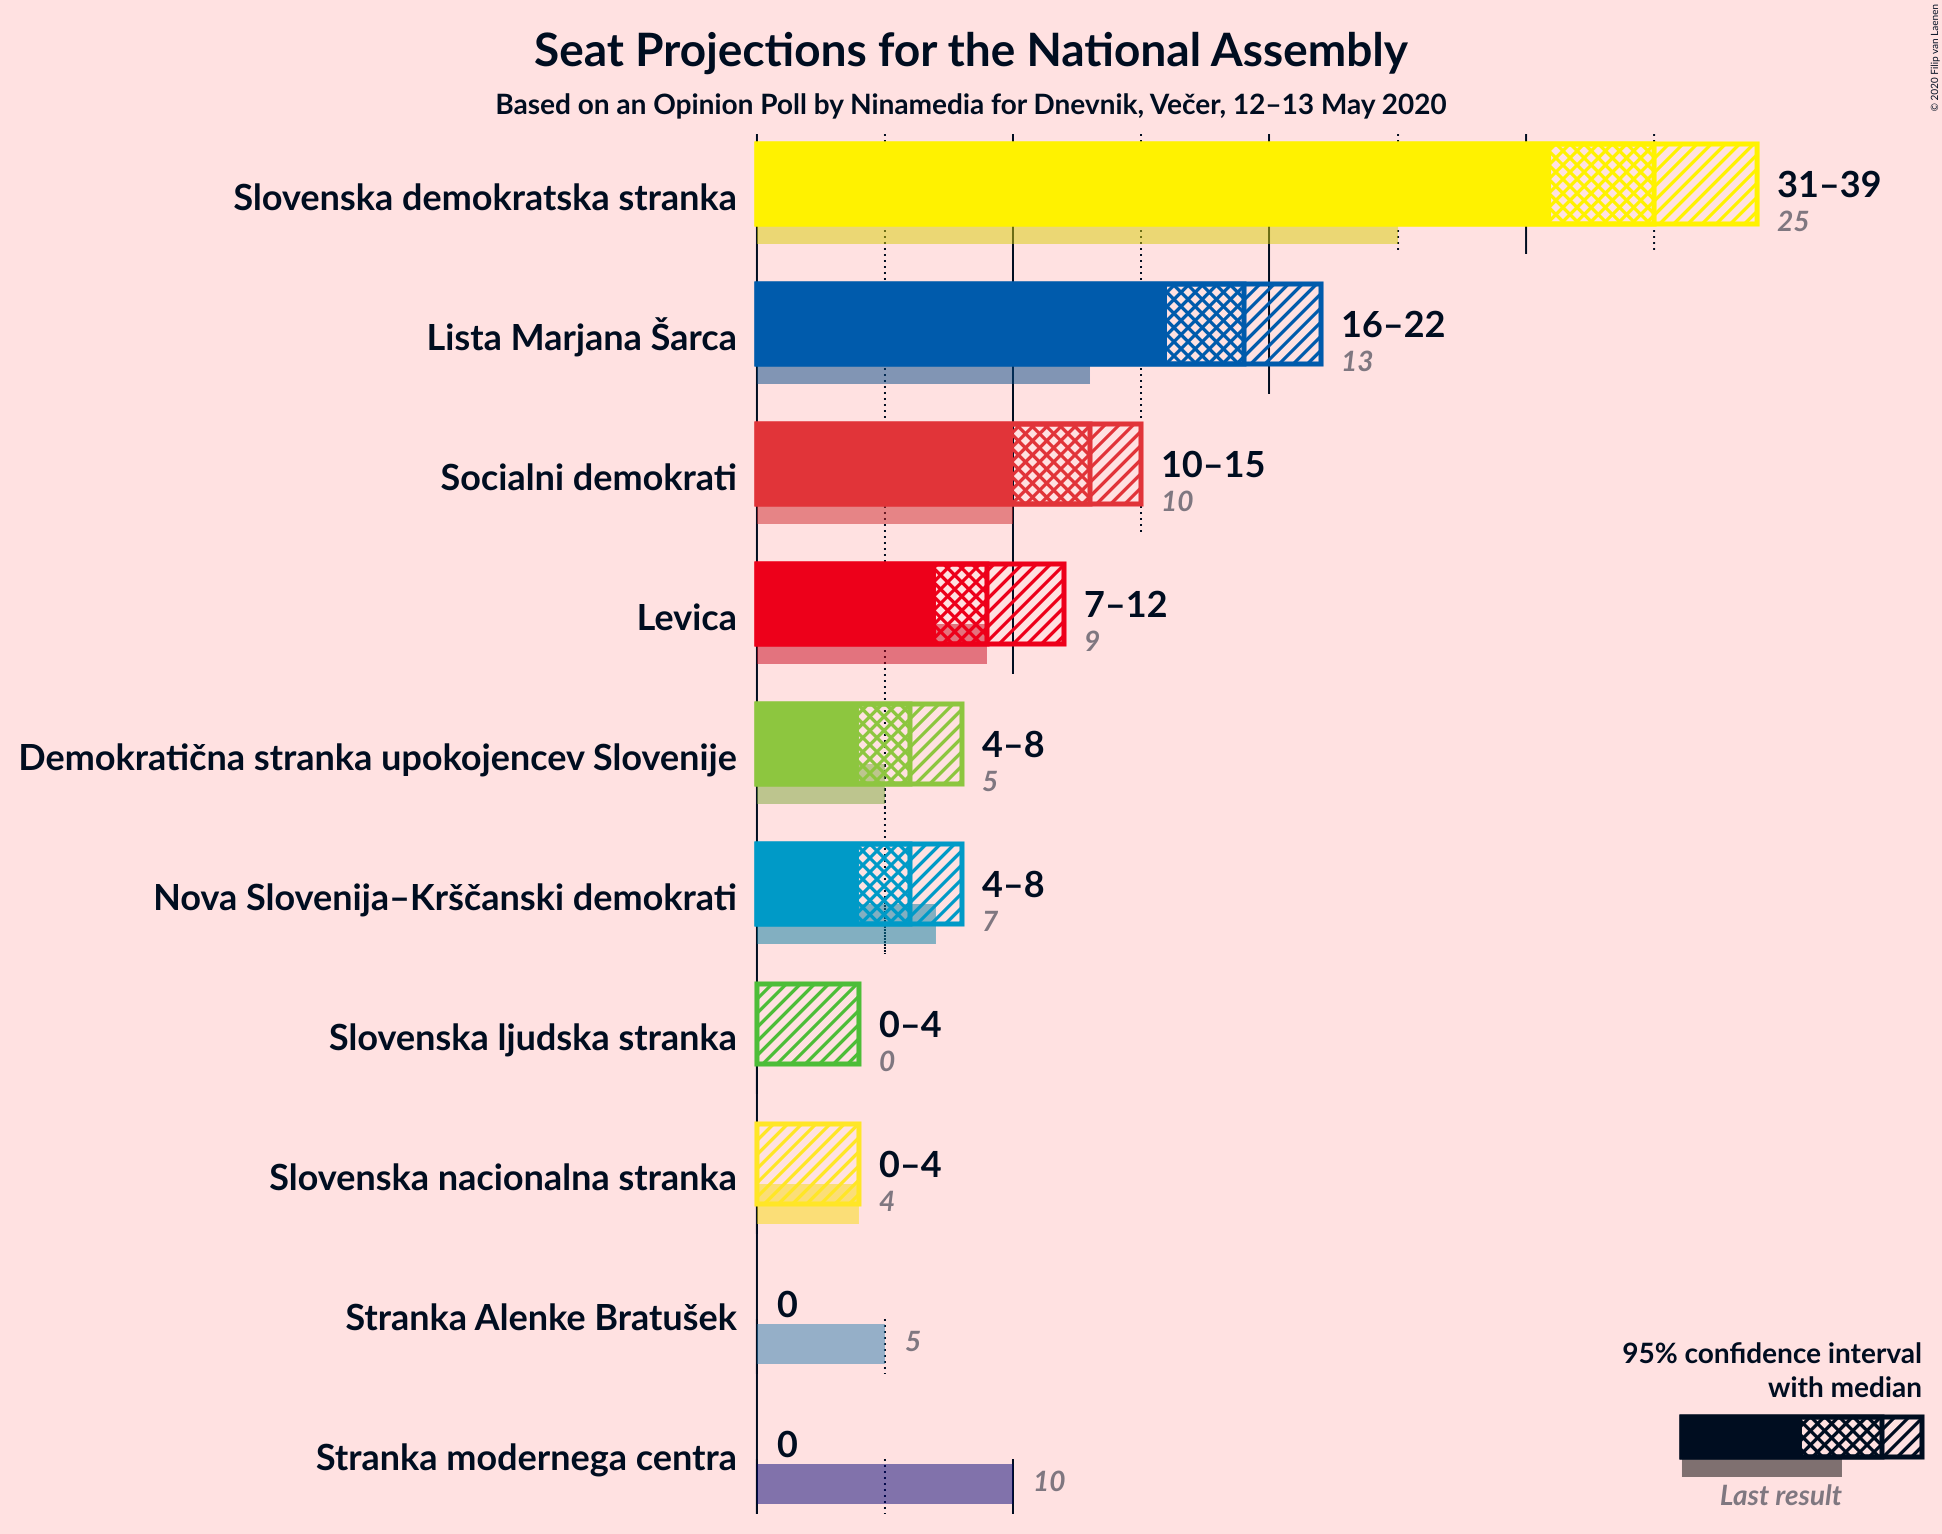 Seat Projections for the National Assembly
Based on an Opinion Poll by Ninamedia for Dnevnik, Večer, 12–13 May 2020
© 2020 Filip van Laenen
Slovenska demokratska stranka
31–39
25
Lista Marjana Šarca
16–22
13
Socialni demokrati
10–15
10
Levica
7–12
9
Demokratična stranka upokojencev Slovenije
4–8
5
Nova Slovenija–Krščanski demokrati
4–8
7
Slovenska ljudska stranka
0–4
0
Slovenska nacionalna stranka
0–4
4
Stranka Alenke Bratušek
0
5
Stranka modernega centra
0
10
95% confidence interval
with median
Last result